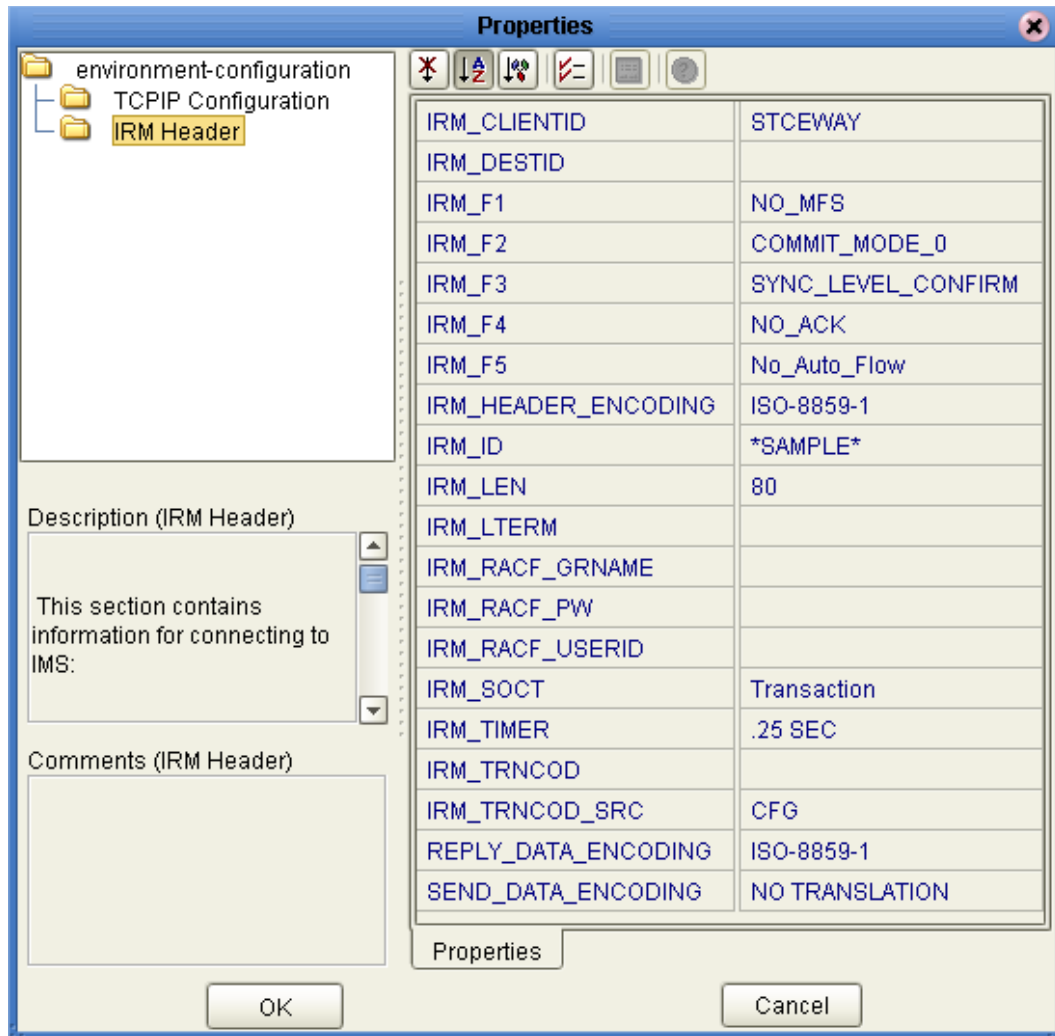 Properties
environment-configuration
TCPIP Configuration
IRM Header
Description (IRM Header)
This section contains
information for connecting to
IMS:
Comments (IRM Header)
IRM_CLIENTID STCEWAY
IRM_DESTID
IRM_F1 NO_MFS
IRM_F2 COMMIT_MODE_0
IRM_F3 SYNC_LEVEL_CONFIRM
IRM_F4 NO_ACK
IRM_F5 No_Auto_Flow
IRM_HEADER_ENCODING ISO-8859-1
IRM_ID *SAMPLE*
IRM_LEN 80
IRM_LTERM
IRM_RACF_GRNAME
IRM_RACF_PW
IRM_RACF_USERID
IRM_SOCT Transaction
IRM_TIMER .25 SEC
IRM_TRNCOD
IRM_TRNCOD_SRC CFG
REPLY_DATA_ENCODING ISO-8859-1
SEND_DATA_ENCODING NO TRANSLATION
Properties
OK Cancel